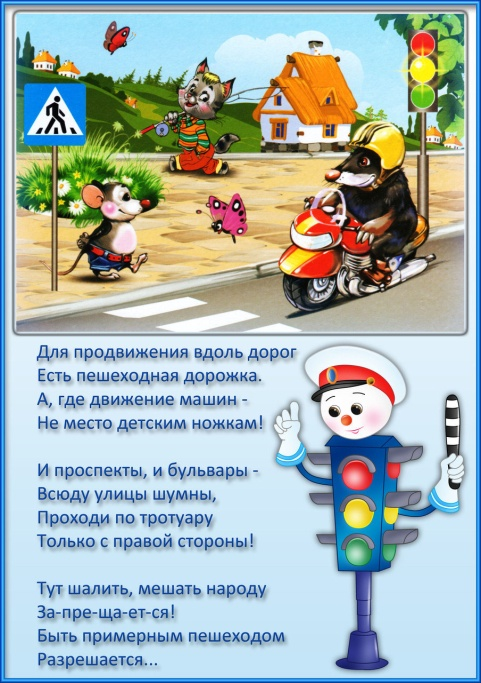 Для продвижения вдоль дорог
Есть пешеходная дорожка.
А, где движение машин -
Не место детским ножкам!
И проспекты, и бульвары -
Всюду улицы шумны,
Проходи по тротуару
Только с правой стороны!
Тут шалить, мешать народу
За-пре-ща-ет-ся!
Быть примерным пешеходом
Разрешается...